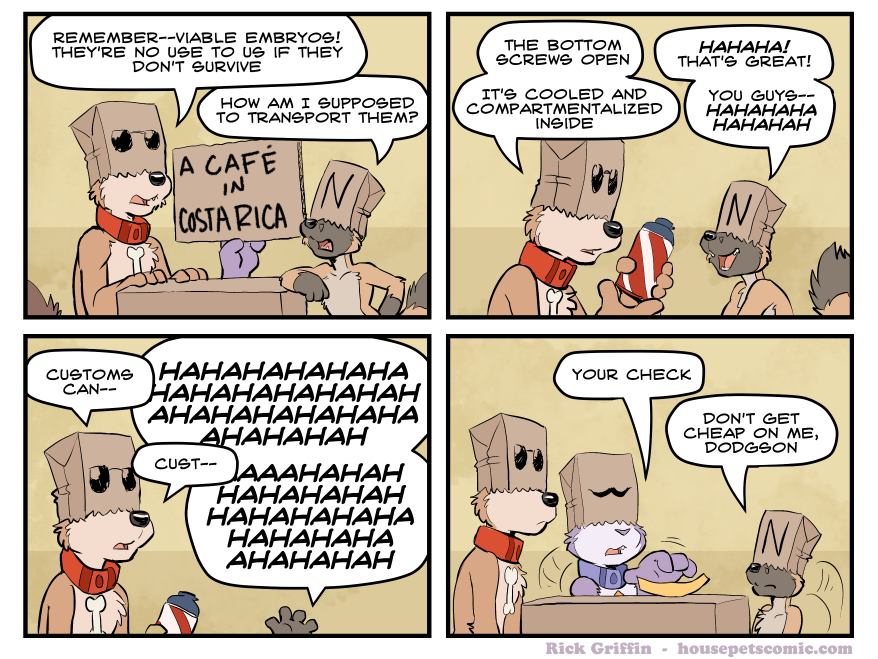 REMEMBER--VIABLE EMBRYOS!
THEY'RE NO USE TO US IF THEY
DON'T SURVIVE
HOW AM I SUPPOSED
TO TRANSPORT THEM?
A CAFÉ
IN
COSTA RICA
N
THE BOTTOM
SCREWS OPEN
IT'S COOLED AND
COMPARTMENTALIZED
INSIDE
HAHAHA!
THAT'S GREAT!
YOU GUYS--
HAHAHAHA
HAHAHAH
N
CUSTOMS
CAN--
HAHAHAHAHAHA
HAHAHAHAHAHAH
AHAHAHAHAHAHA
AHAHAHAH
CUST--
AAAHAHAH
HAHAHAHAH
HAHAHAHAHA
HAHAHAHA
AHAHAHAH
YOUR CHECK
DON'T GET
CHEAP ON ME,
DODGSON
N
Rick Griffin - housepetscomic.com